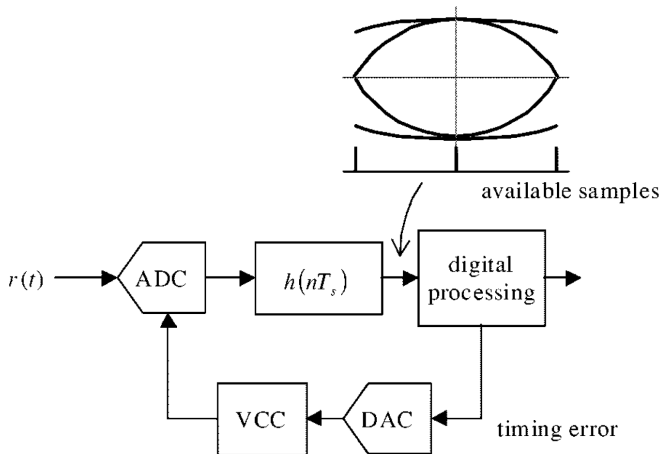 available samples
r(t)
ADC
h(nT_s)
digital
processing
VCC
DAC
timing error